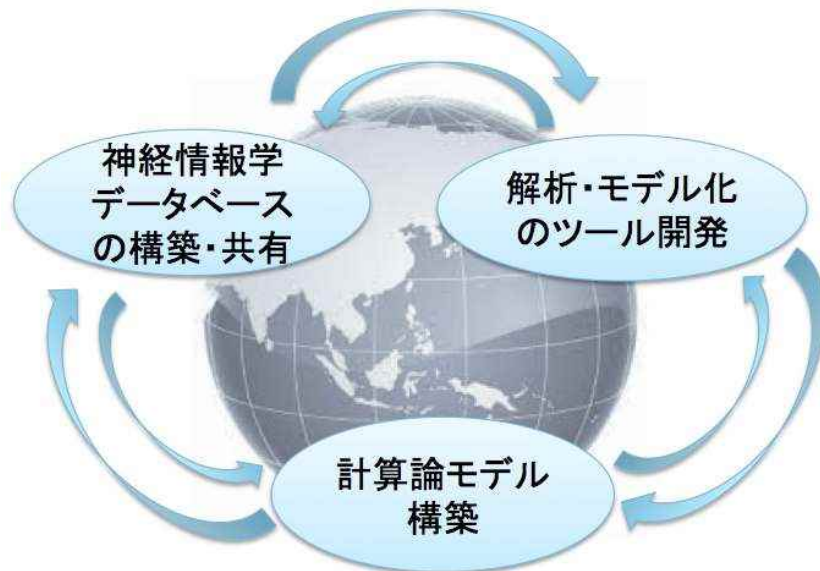 神経情報学
データベース
の構築・共有
解析・モデル化
のツール開発
計算論モデル
構築